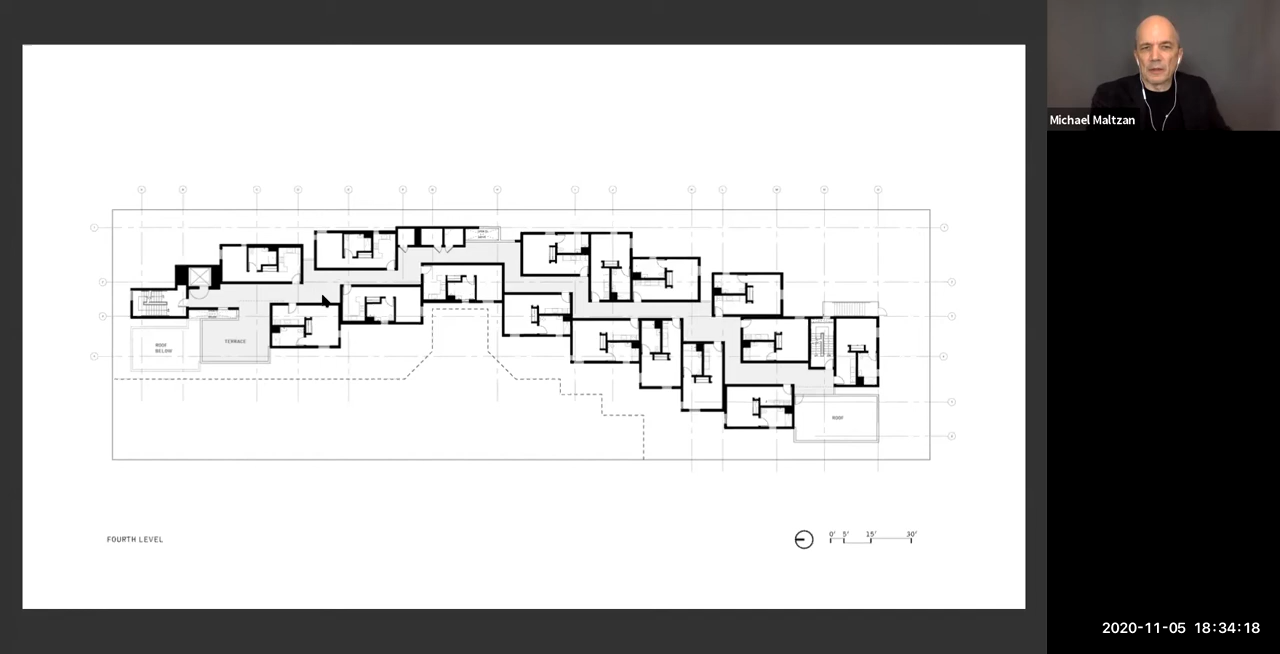 Michael Maltzan
ROOF
BELOW
TERRACE
ROOF
FOURTH LEVEL
0' 5' 15' 30'
2020-11-05 18:34:18